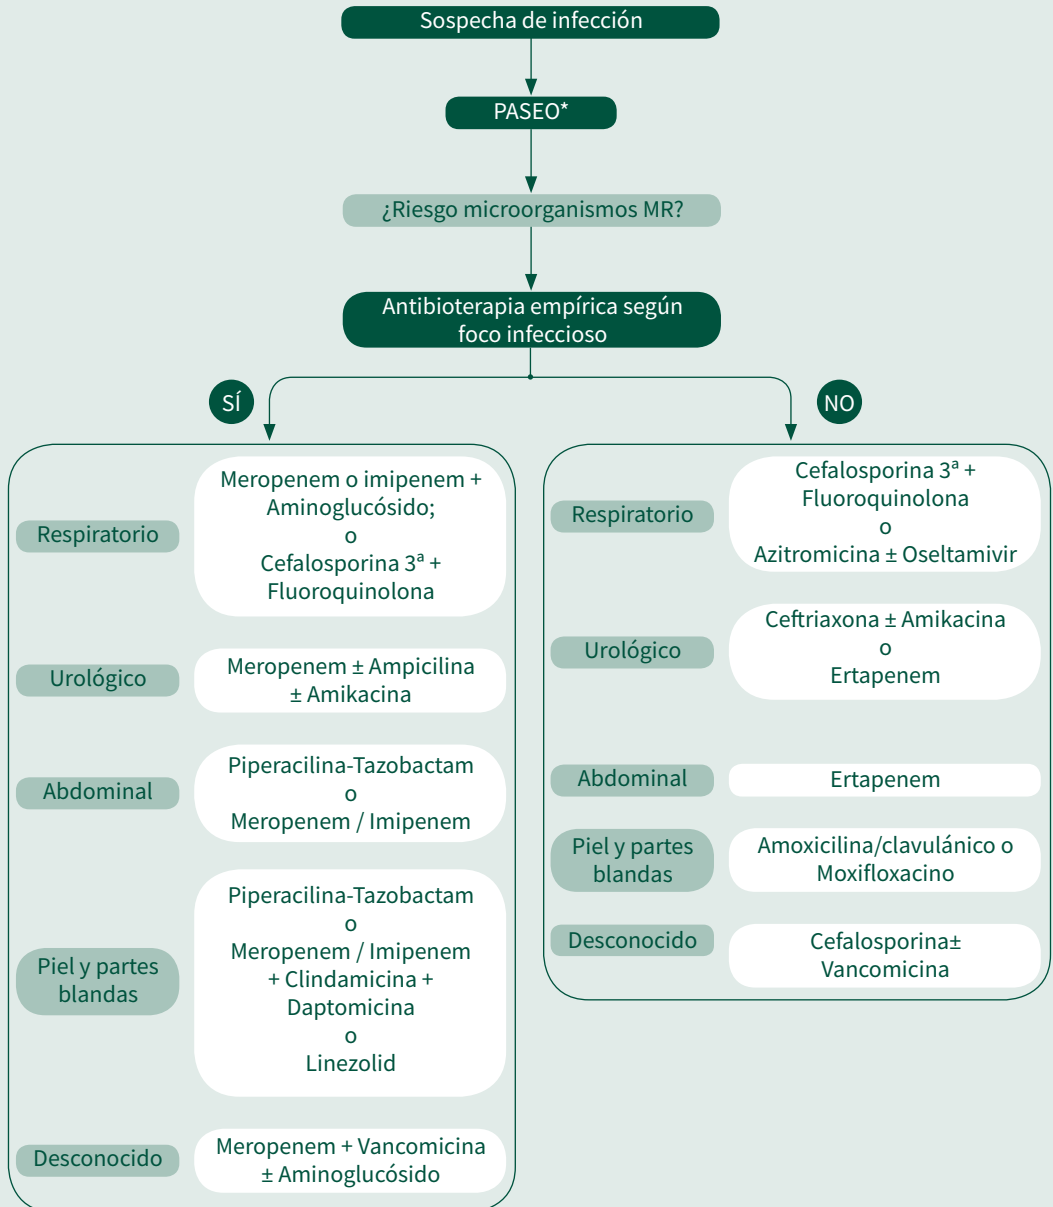 Sospecha de infección
PASEO*
¿Riesgo microorganismos MR?
Antibioterapia empírica según
foco infeccioso
SÍ
Respiratorio
Meropenem o imipenem +
Aminoglucósido;
o
Cefalosporina 3ª +
Fluoroquinolona
Urológico
Meropenem ± Ampicilina
± Amikacina
Abdominal
Piperacilina-Tazobactam
o
Meropenem / Imipenem
Piel y partes
blandas
Piperacilina-Tazobactam
o
Meropenem / Imipenem
+ Clindamicina +
Daptomicina
o
Linezolid
Desconocido
Meropenem + Vancomicina
± Aminoglucósido
NO
Respiratorio
Cefalosporina 3ª +
Fluoroquinolona
o
Azitromicina ± Oseltamivir
Urológico
Ceftriaxona ± Amikacina
o
Ertapenem
Abdominal
Ertapenem
Piel y partes
blandas
Amoxicilina/clavulánico o
Moxifloxacino
Desconocido
Cefalosporina±
Vancomicina